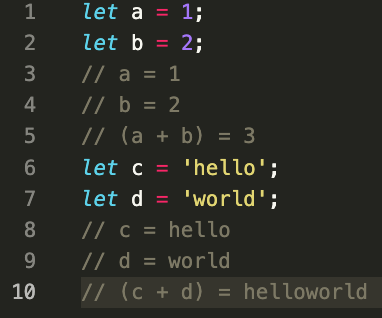 1 let a = 1;
2 let b = 2;
3 // a = 1
4 // b = 2
5 // (a + b) = 3
6 let c = 'hello';
7 let d = 'world';
8 // c = hello
9 // d = world
10 // (c + d) = helloworld